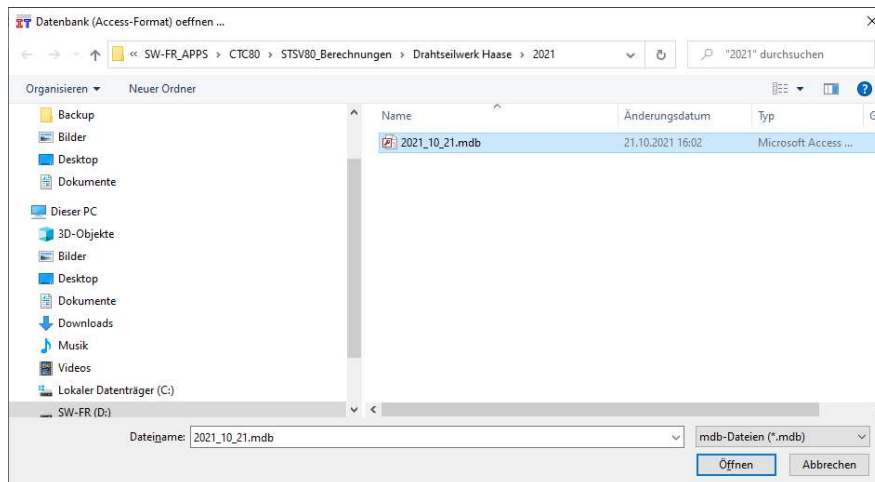 Datenbank (Access-Format) oeffnen ...
« SW-FR_APPS › CTC80 › STSV80_Berechnungen › Drahtseilwerk Haase › 2021
"2021" durchsuchen
Organisieren
Neuer Ordner
Backup
Bilder
Desktop
Dokumente
Dieser PC
3D-Objekte
Bilder
Desktop
Dokumente
Downloads
Musik
Videos
Lokaler Datenträger (C:)
SW-FR (D:)
Name Änderungsdatum Typ
2021_10_21.mdb 21.10.2021 16:02 Microsoft Access ...
Dateiname: 2021_10_21.mdb mdb-Dateien (*.mdb)
Öffnen Abbrechen